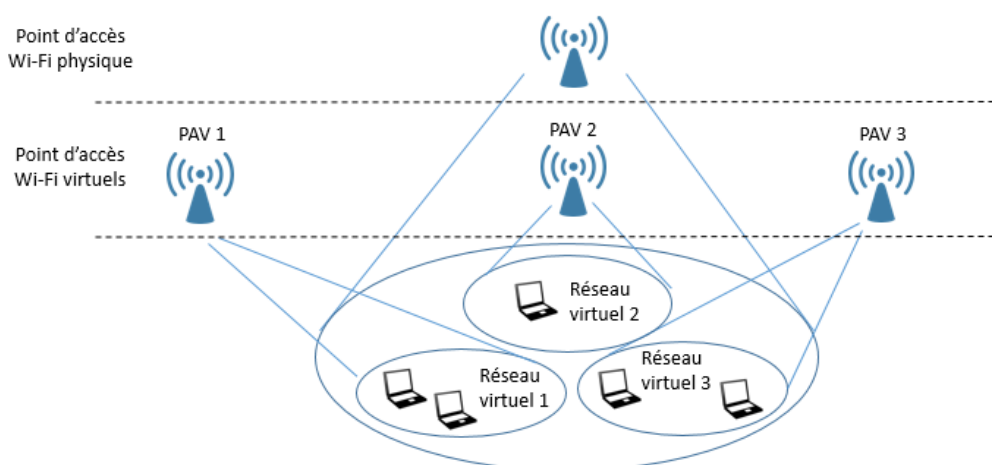 Point d'accès
Wi-Fi physique
PAV 1
PAV 2
PAV 3
Point d'accès
Wi-Fi virtuels
Réseau
virtuel 2
Réseau
virtuel 1
Réseau
virtuel 3